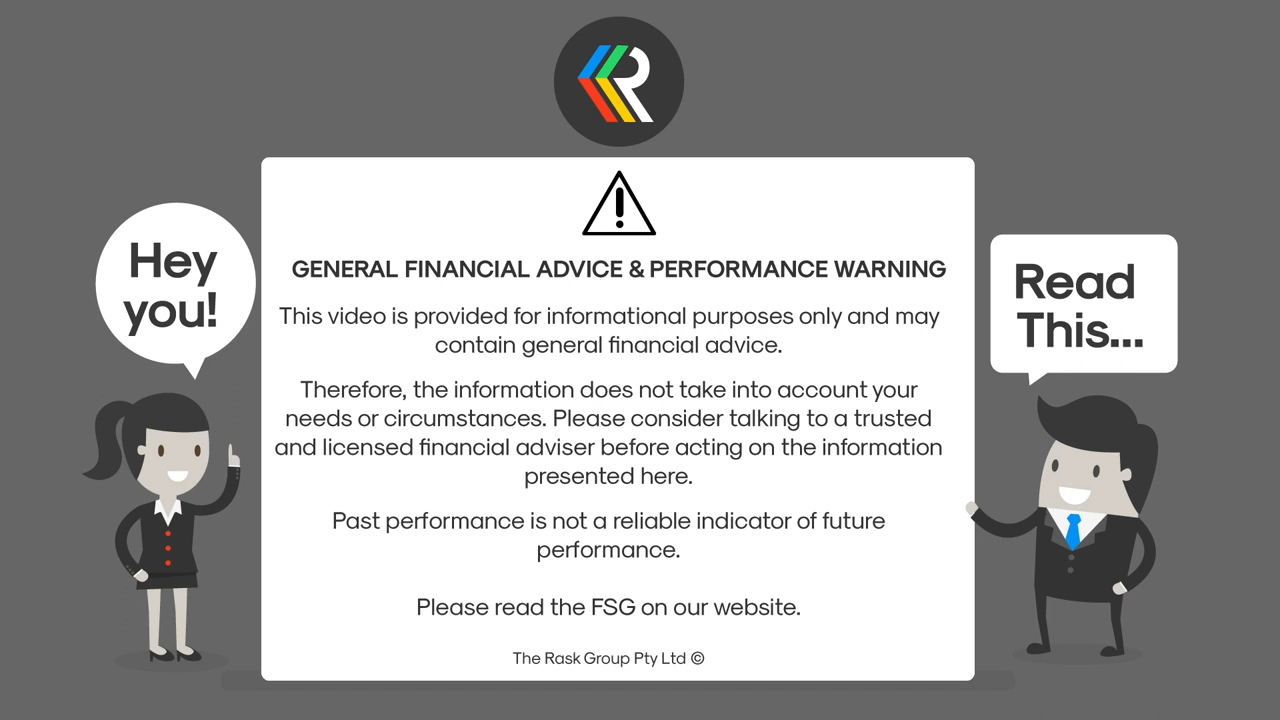 Hey
you!
GENERAL FINANCIAL ADVICE & PERFORMANCE WARNING
This video is provided for informational purposes only and may
contain general financial advice.
Therefore, the information does not take into account your
needs or circumstances. Please consider talking to a trusted
and licensed financial adviser before acting on the information
presented here.
Past performance is not a reliable indicator of future
performance.
Please read the FSG on our website.
The Rask Group Pty Ltd ©
Read
This...